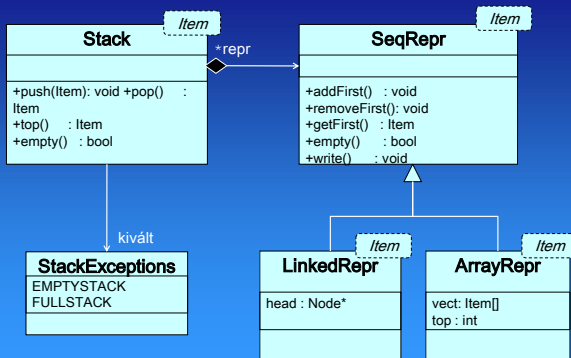 Item
Stack
+push(Item): void +pop() :
Item
+top() : Item
+empty() : bool
*repr
Item
SeqRepr
+addFirst() : void
+removeFirst(): void
+getFirst() : Item
+empty() : bool
+write() : void
kivált
StackExceptions
EMPTYSTACK
FULLSTACK
Item
LinkedRepr
head : Node*
Item
ArrayRepr
vect: Item[]
top : int